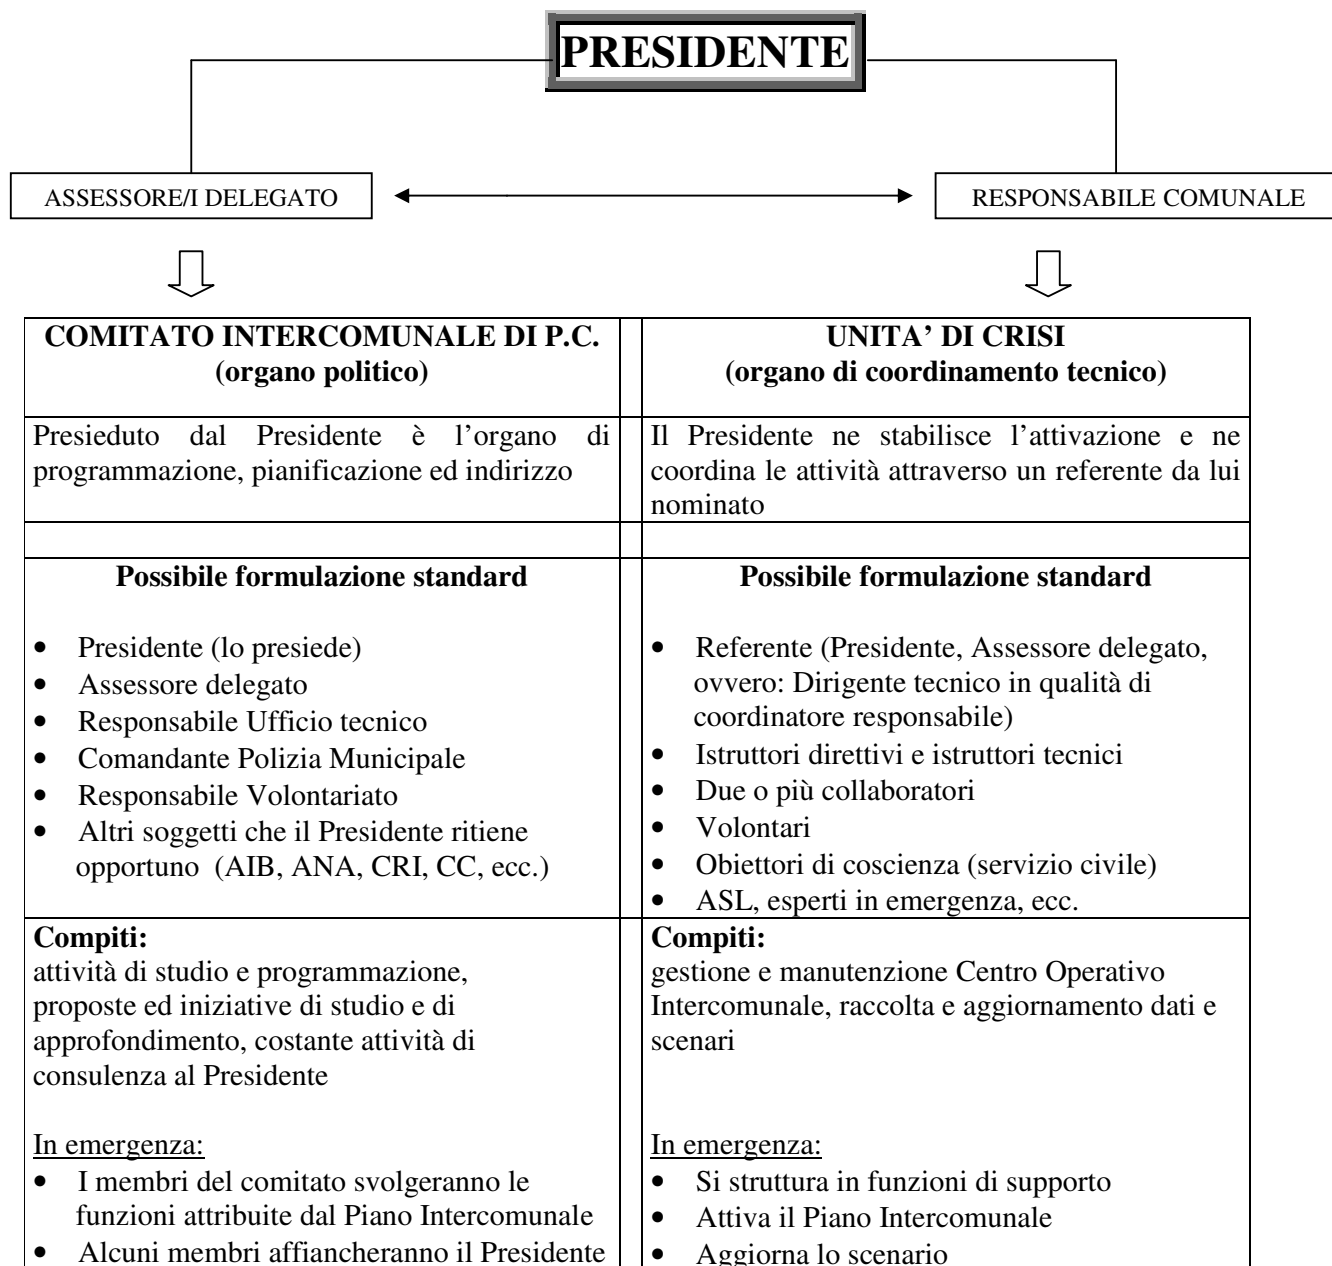 PRESIDENTE
ASSESSORE/I DELEGATO
RESPONSABILE COMUNALE
COMITATO INTERCOMUNALE DI P.C.
(organo politico)
Presieduto dal Presidente è l’organo di
programmazione, pianificazione ed indirizzo
Possibile formulazione standard
• Presidente (lo presiede)
• Assessore delegato
• Responsabile Ufficio tecnico
• Comandante Polizia Municipale
• Responsabile Volontariato
• Altri soggetti che il Presidente ritiene
opportuno (AIB, ANA, CRI, CC, ecc.)
Compiti:
attività di studio e programmazione,
proposte ed iniziative di studio e di
approfondimento, costante attività di
consulenza al Presidente
In emergenza:
• I membri del comitato svolgeranno le
funzioni attribuite dal Piano Intercomunale
• Alcuni membri affiancheranno il Presidente
UNITA’ DI CRISI
(organo di coordinamento tecnico)
Il Presidente ne stabilisce l’attivazione e ne
coordina le attività attraverso un referente da lui
nominato
Possibile formulazione standard
• Referente (Presidente, Assessore delegato,
ovvero: Dirigente tecnico in qualità di
coordinatore responsabile)
• Istruttori direttivi e istruttori tecnici
• Due o più collaboratori
• Volontari
• Obiettori di coscienza (servizio civile)
• ASL, esperti in emergenza, ecc.
Compiti:
gestione e manutenzione Centro Operativo
Intercomunale, raccolta e aggiornamento dati e
scenari
In emergenza:
• Si struttura in funzioni di supporto
• Attiva il Piano Intercomunale
• Aggiorna lo scenario